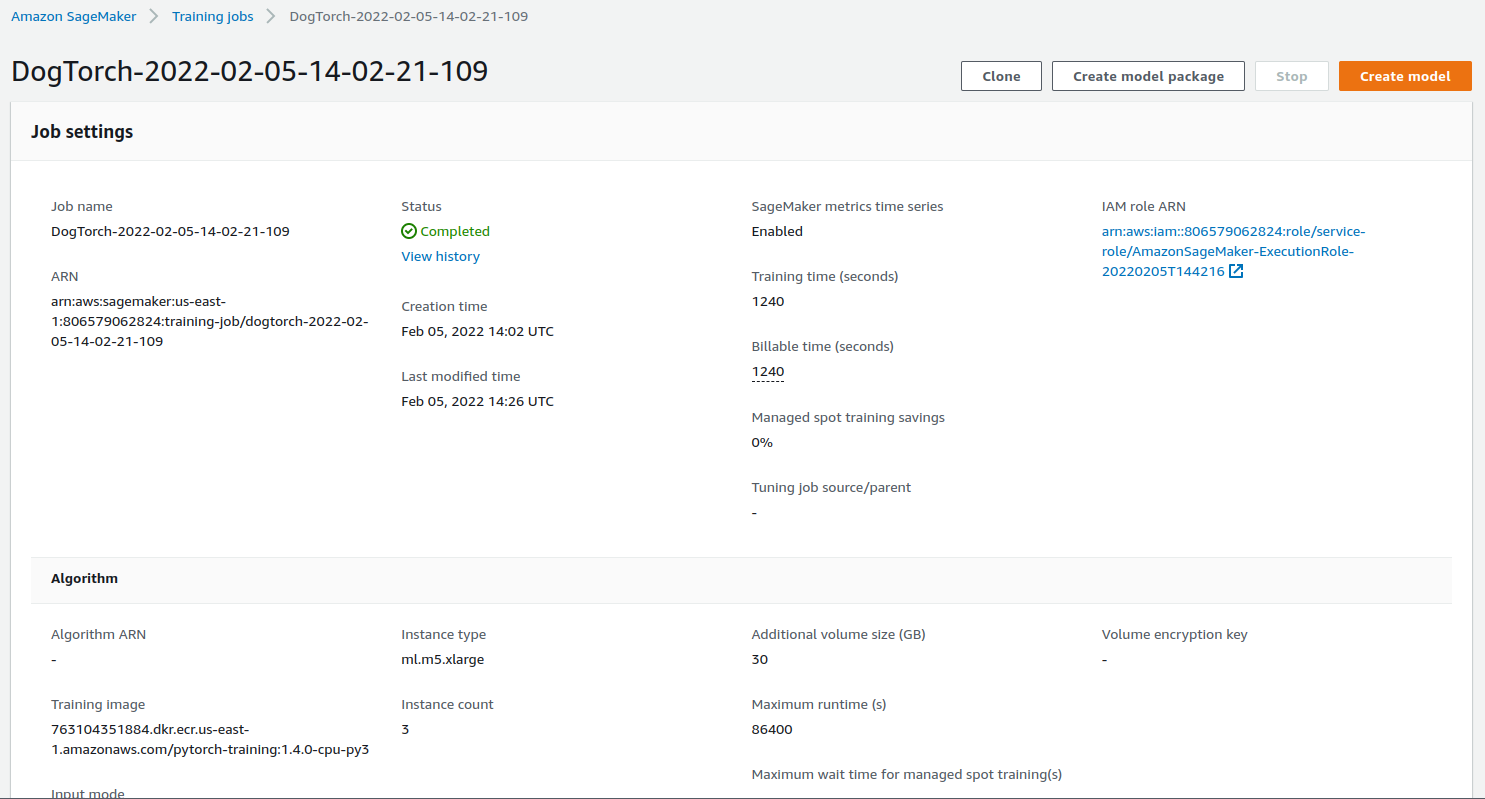 Amazon SageMaker
Training jobs
DogTorch-2022-02-05-14-02-21-109
DogTorch-2022-02-05-14-02-21-109
Clone
Create model package
Stop
Create model
Job settings
Job name
DogTorch-2022-02-05-14-02-21-109
ARN
arn:aws:sagemaker:us-east-
1:806579062824:training-job/dogtorch-2022-02-
05-14-02-21-109
Status
Completed
View history
Creation time
Feb 05, 2022 14:02 UTC
Last modified time
Feb 05, 2022 14:26 UTC
SageMaker metrics time series
Enabled
Training time (seconds)
1240
Billable time (seconds)
1240
Managed spot training savings
0%
Tuning job source/parent
-
IAM role ARN
arn:aws:iam::806579062824:role/service-
role/AmazonSageMaker-ExecutionRole-
20220205T144216
Algorithm
Algorithm ARN
-
Training image
763104351884.dkr.ecr.us-east-
1.amazonaws.com/pytorch-training:1.4.0-cpu-py3
Input mode
Instance type
ml.m5.xlarge
Instance count
3
Additional volume size (GB)
30
Maximum runtime (s)
86400
Maximum wait time for managed spot training(s)
Volume encryption key
-